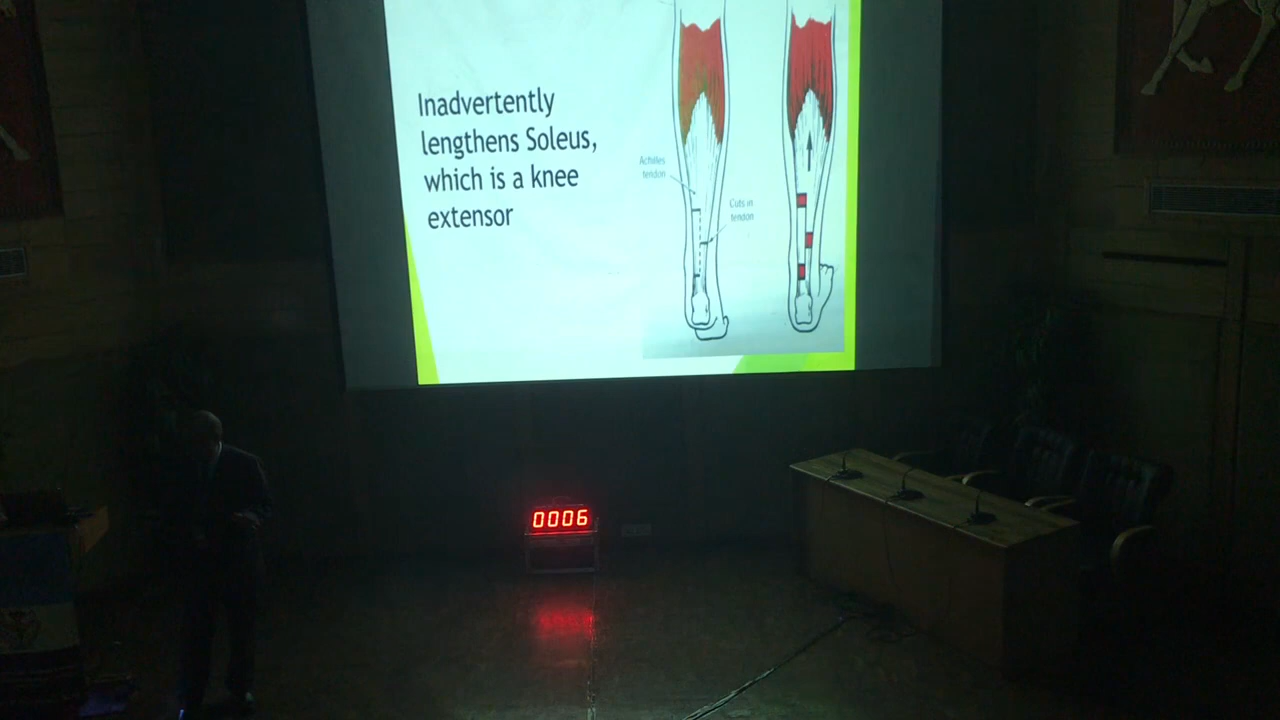 Inadvertently
lengthens Soleus,
which is a knee
extensor
Achilles
tendon
Cuts in
tendon
0006